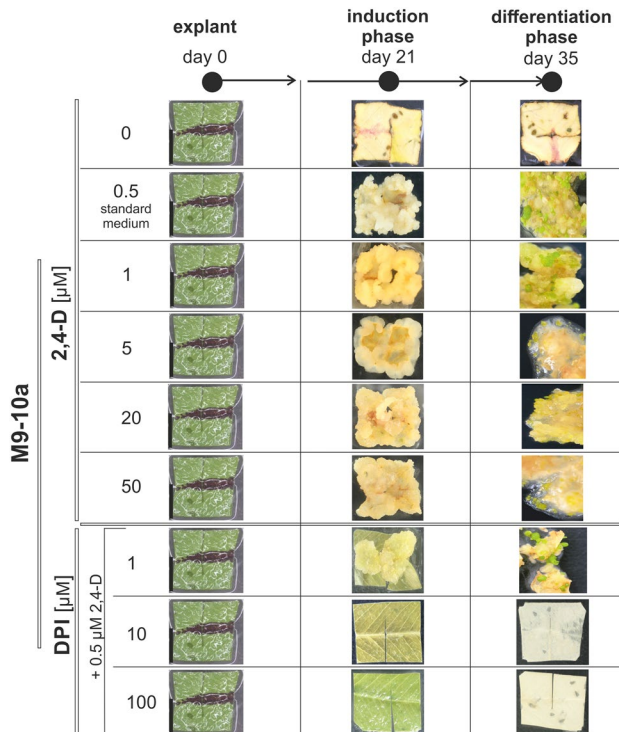 explant
induction
phase
differentiation
phase
day 0
day 21
day 35
M9-10a
2,4-D [µM]
0
0.5
standard
medium
1
5
20
50
DPI [µM]
+ 0.5 µM 2,4-D
1
10
100